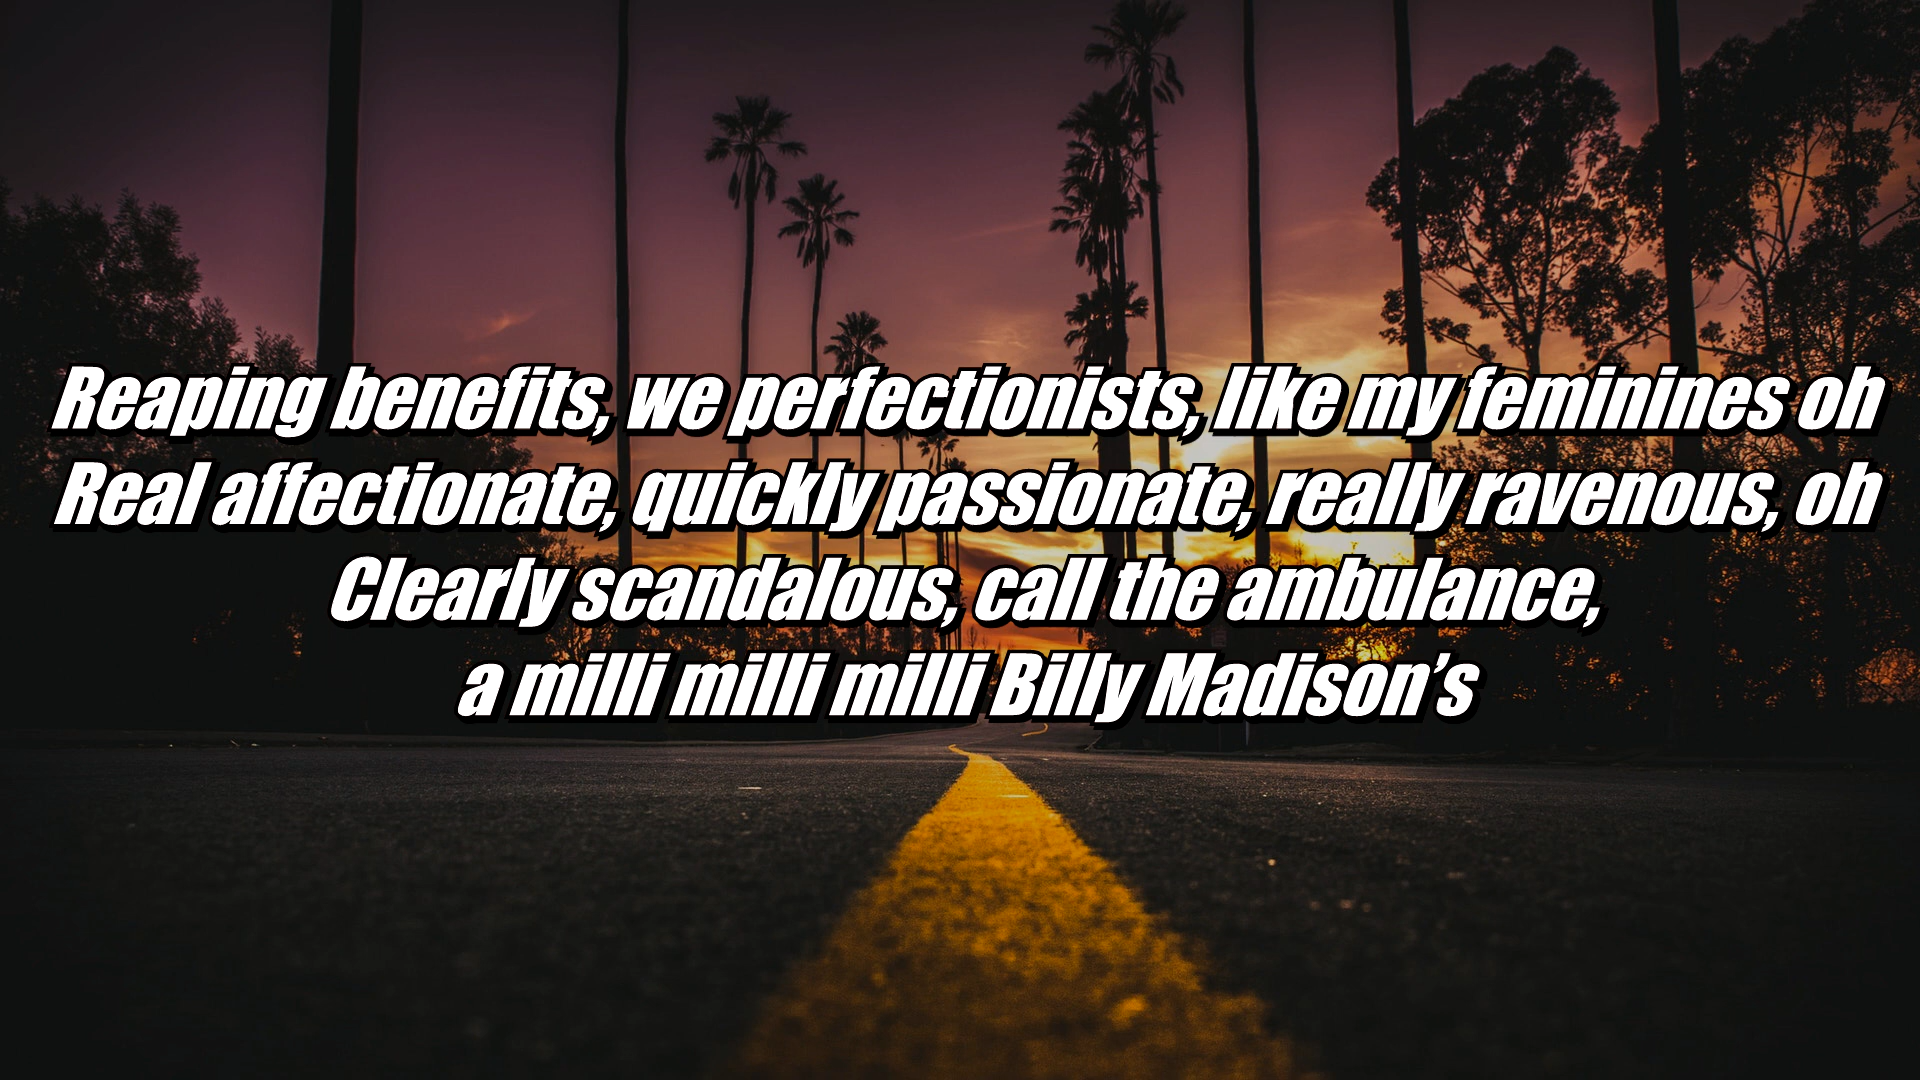 Reaping benefits, we perfectionists, like my feminines oh
Real affectionate, quickly passionate, really ravenous, oh
Clearly scandalous, call the ambulance,
a milli milli milli Billy Madison’s